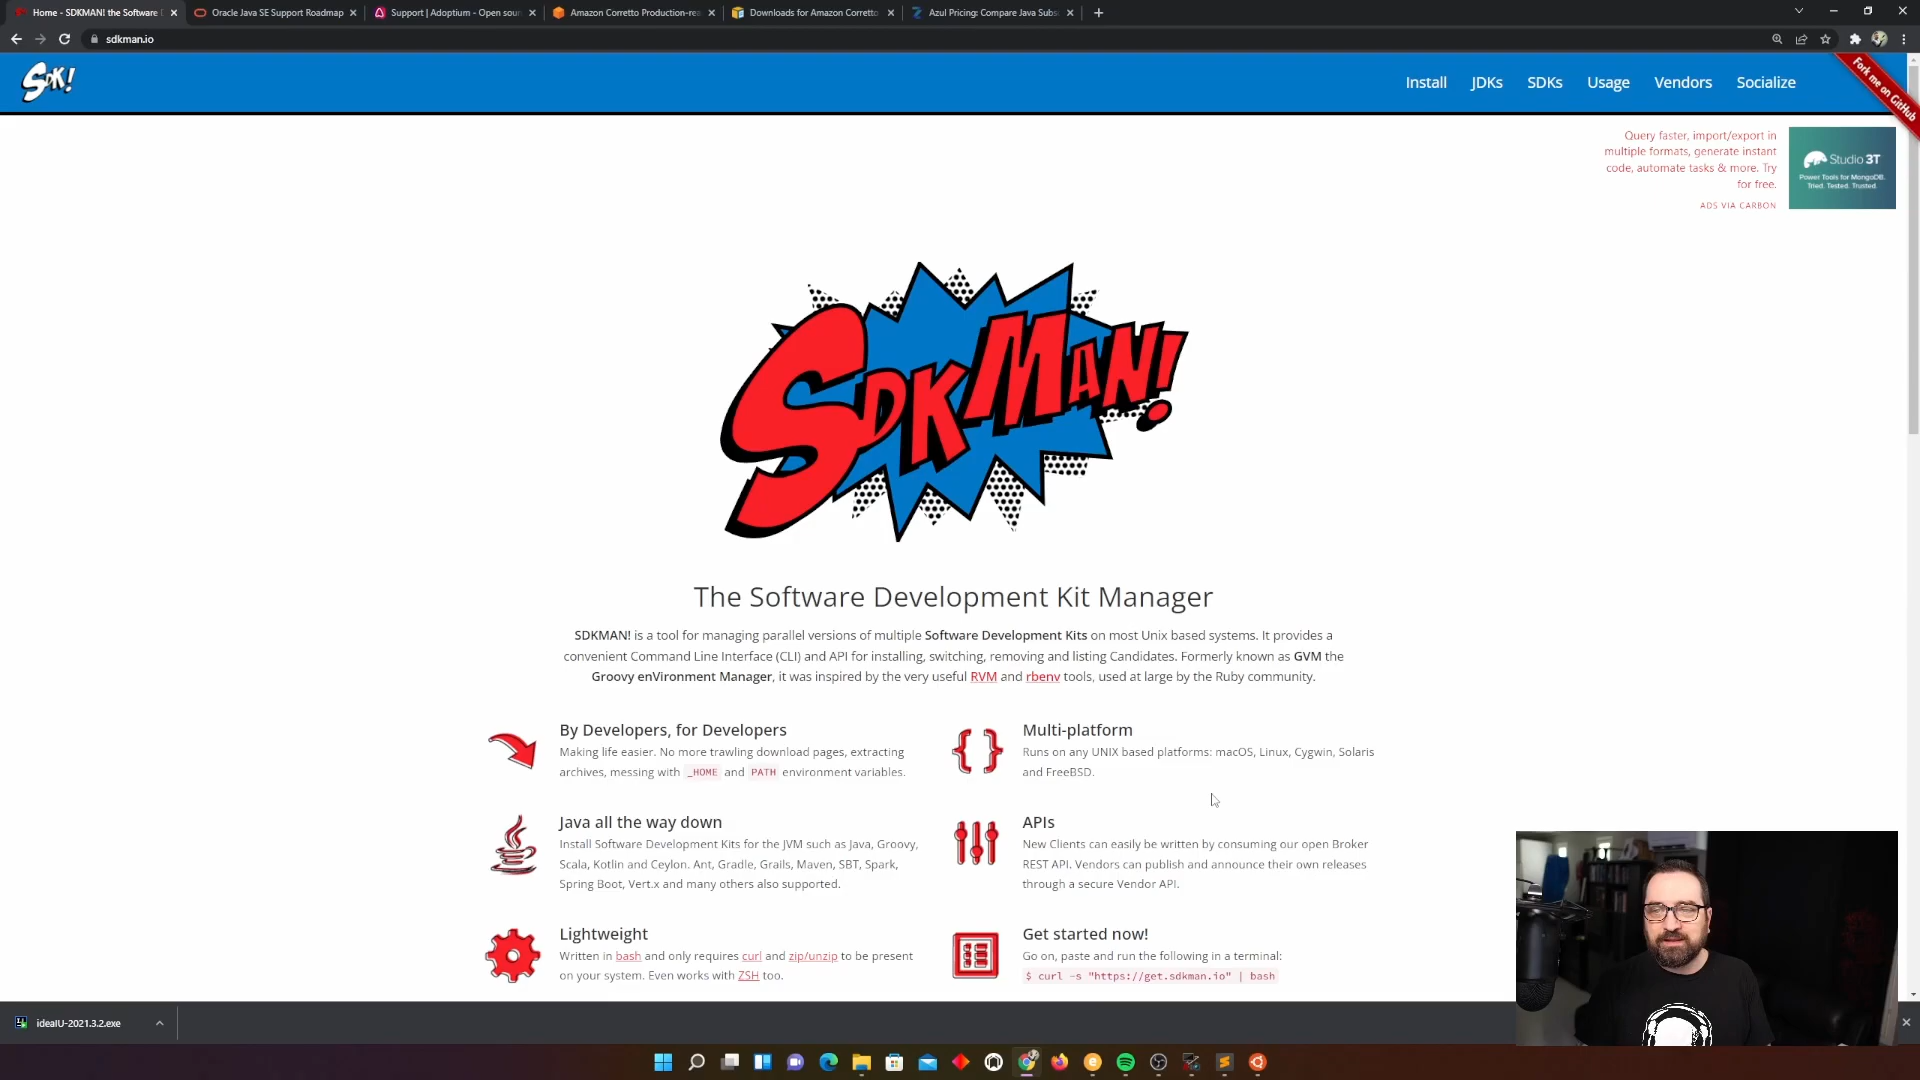 Home - SDKMAN! the Software
Oracle Java SE Support Roadmap
Support | Adoptium - Open sour
Amazon Corretto Production-rea
Downloads for Amazon Corretto
Azul Pricing: Compare Java Subs
sdkman.io
SDK!
Install
JDKs
SDKs
Usage
Vendors
Socialize
Fork me on GitHub
Query faster, import/export in
multiple formats, generate instant
code, automate tasks & more. Try
for free.
ADS VIA CARBON
Studio 3T
Power Tools for MongoDB.
Tried. Tested. Trusted.
SDKMAN!
The Software Development Kit Manager
SDKMAN! is a tool for managing parallel versions of multiple Software Development Kits on most Unix based systems. It provides a
convenient Command Line Interface (CLI) and API for installing, switching, removing and listing Candidates. Formerly known as GVM the
Groovy enVironment Manager, it was inspired by the very useful RVM and rbenv tools, used at large by the Ruby community.
By Developers, for Developers
Making life easier. No more trawling download pages, extracting
archives, messing with _HOME and PATH environment variables.
Multi-platform
Runs on any UNIX based platforms: macOS, Linux, Cygwin, Solaris
and FreeBSD.
Java all the way down
Install Software Development Kits for the JVM such as Java, Groovy,
Scala, Kotlin and Ceylon. Ant, Gradle, Grails, Maven, SBT, Spark,
Spring Boot, Vert.x and many others also supported.
APIs
New Clients can easily be written by consuming our open Broker
REST API. Vendors can publish and announce their own releases
through a secure Vendor API.
Lightweight
Written in bash and only requires curl and zip/unzip to be present
on your system. Even works with ZSH too.
Get started now!
Go on, paste and run the following in a terminal:
$ curl -s "https://get.sdkman.io" | bash
ideaIU-2021.3.2.exe